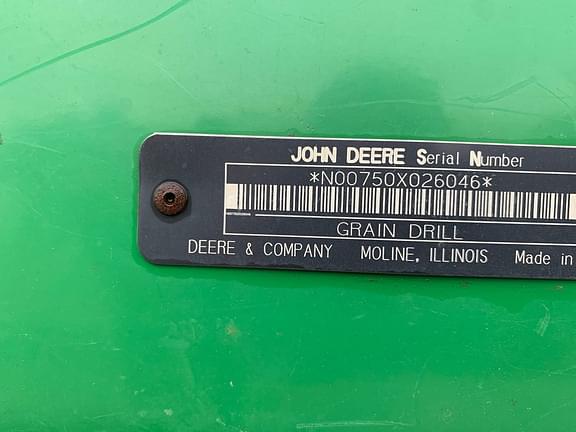 JOHN DEERE Serial Number
*N00750X026046*
GRAIN DRILL
DEERE & COMPANY MOLINE, ILLINOIS Made in